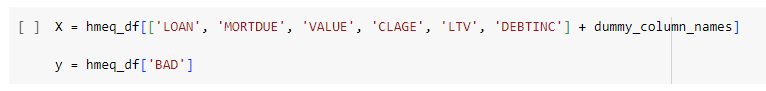 [ ] X = hmeq_df[['LOAN', 'MORTDUE', 'VALUE', 'CLAGE', 'LTV', 'DEBTINC'] + dummy_column_names]
y = hmeq_df['BAD']